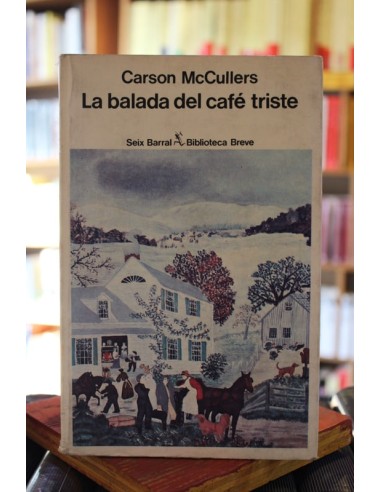 Carson McCullers
La balada del café triste
Seix Barral Biblioteca Breve